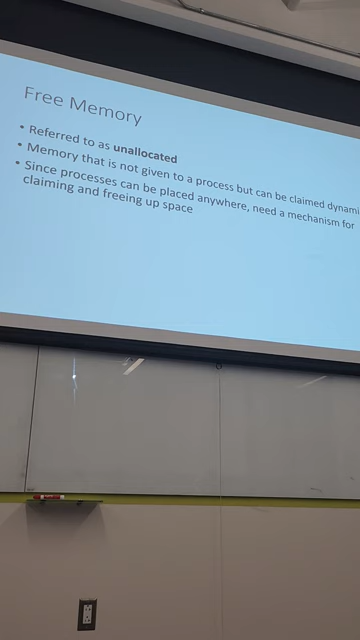 Free Memory
• Referred to as unallocated
• Memory that is not given to a process but can be claimed dynami
• Since processes can be placed anywhere, need a mechanism for
claiming and freeing up space